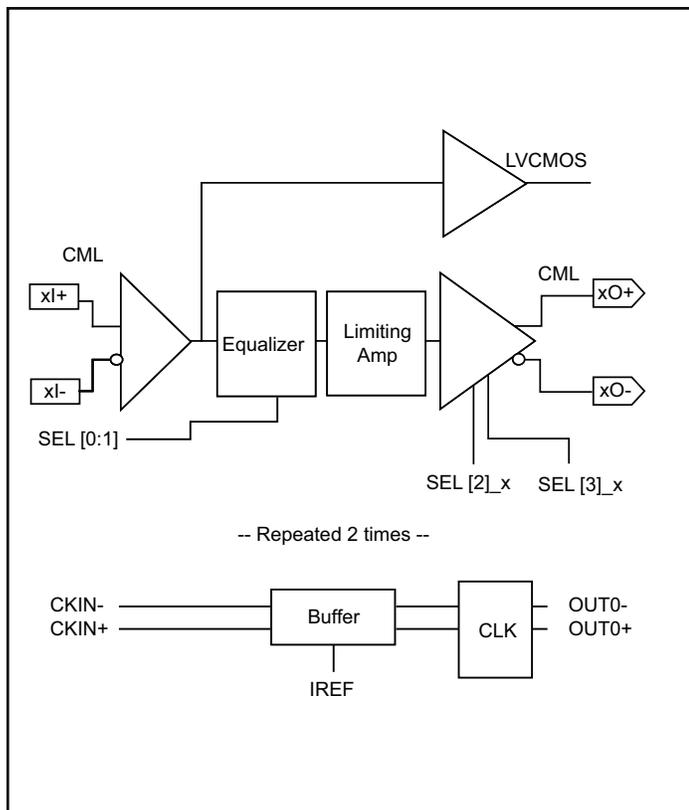 LVCMOS
CML
CML
xI+
xO+
Equalizer
Limiting
Amp
xI-
xO-
SEL [0:1]
SEL [2]_x
SEL [3]_x
-- Repeated 2 times --
CKIN-
OUT0-
Buffer
CKIN+
CLK
OUT0+
IREF